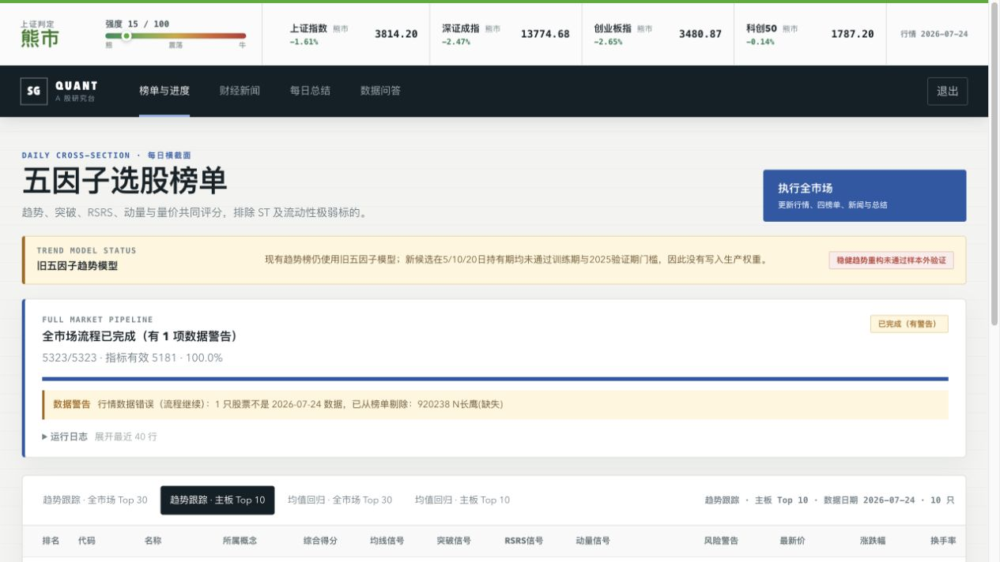 上证判定
熊市
强度 15 / 100
熊 震荡 牛
上证指数 熊市
-1.61%
3814.20
深证成指 熊市
-2.47%
13774.68
创业板指 熊市
-2.65%
3480.87
科创50 熊市
-0.14%
1787.20
行情 2026-07-24
SG
QUANT
A 股研究台
榜单与进度 财经新闻 每日总结 数据问答
退出
DAILY CROSS-SECTION · 每日横截面
五因子选股榜单
趋势、突破、RSRS、动量与量价共同评分，排除 ST 及流动性极弱标的。
执行全市场
更新行情、四榜单、新闻与总结
TREND MODEL STATUS
旧五因子趋势模型
现有趋势榜仍使用旧五因子模型；新候选在5/10/20日持有期均未通过训练期与2025验证期门槛，因此没有写入生产权重。
稳健趋势重构未通过样本外验证
FULL MARKET PIPELINE
全市场流程已完成（有 1 项数据警告）
5323/5323 · 指标有效 5181 · 100.0%
已完成（有警告）
数据警告 行情数据错误（流程继续）：1 只股票不是 2026-07-24 数据，已从榜单剔除：920238 N长鹰(缺失)
运行日志 展开最近 40 行
趋势跟踪 · 全市场 Top 30 趋势跟踪 · 主板 Top 10 均值回归 · 全市场 Top 30 均值回归 · 主板 Top 10
趋势跟踪 · 主板 Top 10 · 数据日期 2026-07-24 · 10 只
排名 代码 名称 所属概念 综合得分 均线信号 突破信号 RSRS信号 动量信号 风险警告 最新价 涨跌幅 换手率